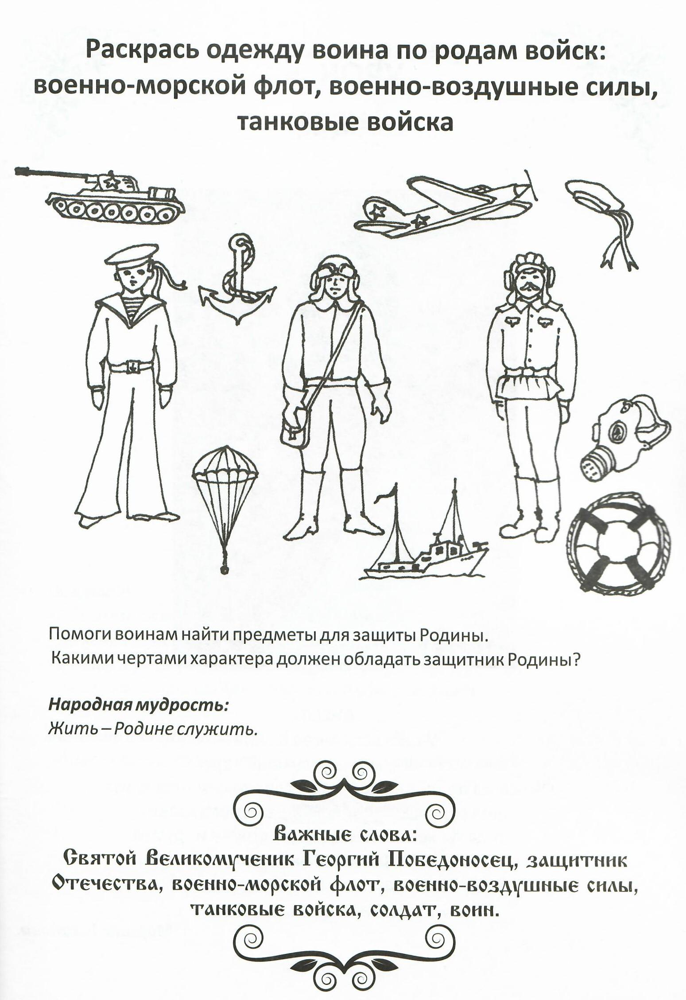 Раскрась одежду воина по родам войск:
военно-морской флот, военно-воздушные силы,
танковые войска
Помоги воинам найти предметы для защиты Родины.
Какими чертами характера должен обладать защитник Родины?
Народная мудрость:
Жить – Родине служить.
Важные слова:
Святой Великомученик Георгий Победоносец, защитник
Отечества, военно-морской флот, военно-воздушные силы,
танковые войска, солдат, воин.